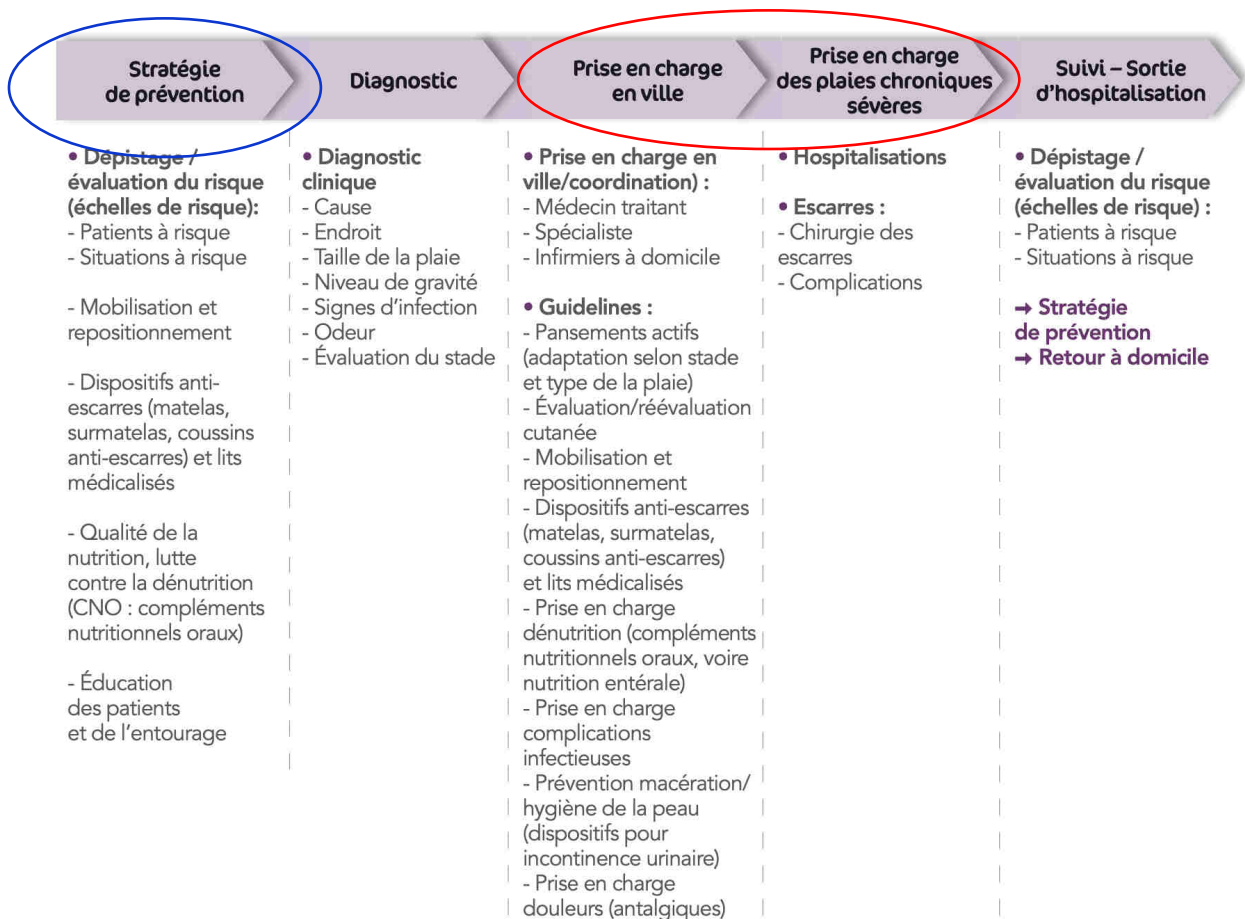 Stratégie
de prévention
Diagnostic
Prise en charge
en ville
Prise en charge
des plaies chroniques
sévères
Suivi – Sortie
d'hospitalisation
• Dépistage /
évaluation du risque
(échelles de risque):
- Patients à risque
- Situations à risque
- Mobilisation et
repositionnement
- Dispositifs anti-
escarres (matelas,
surmatelas, coussins
anti-escarres) et lits
médicalisés
- Qualité de la
nutrition, lutte
contre la dénutrition
(CNO : compléments
nutritionnels oraux)
- Éducation
des patients
et de l'entourage
• Diagnostic
clinique
- Cause
- Endroit
- Taille de la plaie
- Niveau de gravité
- Signes d'infection
- Odeur
- Évaluation du stade
• Prise en charge en
ville/coordination) :
- Médecin traitant
- Spécialiste
- Infirmiers à domicile
• Guidelines :
- Pansements actifs
(adaptation selon stade
et type de la plaie)
- Évaluation/réévaluation
cutanée
- Mobilisation et
repositionnement
- Dispositifs anti-escarres
(matelas, surmatelas,
coussins anti-escarres)
et lits médicalisés
- Prise en charge
dénutrition (compléments
nutritionnels oraux, voire
nutrition entérale)
- Prise en charge
complications
infectieuses
- Prévention macération/
hygiène de la peau
(dispositifs pour
incontinence urinaire)
- Prise en charge
douleurs (antalgiques)
• Hospitalisations
• Escarres :
- Chirurgie des
escarres
- Complications
• Dépistage /
évaluation du risque
(échelles de risque) :
- Patients à risque
- Situations à risque
→ Stratégie
de prévention
→ Retour à domicile